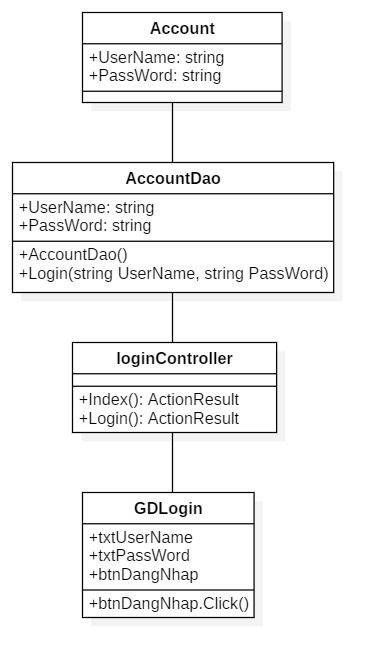 Account
+UserName: string
+PassWord: string
AccountDao
+UserName: string
+PassWord: string
+AccountDao()
+Login(string UserName, string PassWord)
loginController
+Index(): ActionResult
+Login(): ActionResult
GDLogin
+txtUserName
+txtPassWord
+btnDangNhap
+btnDangNhap.Click()